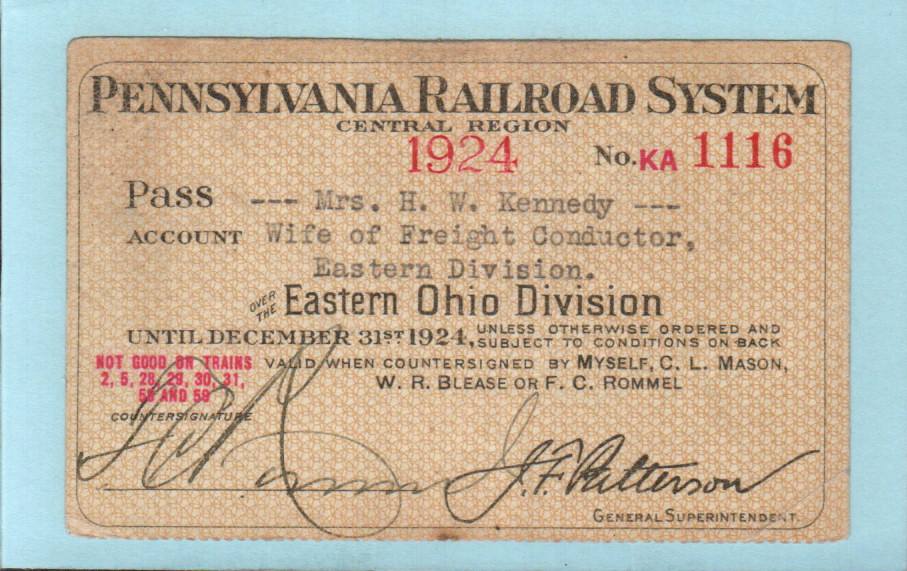 PENNSYLVANIA RAILROAD SYSTEM
CENTRAL REGION
1924 No. KA 1116
Pass --- Mrs. H. W. Kennedy ---
ACCOUNT Wife of Freight Conductor,
Eastern Division.
OVER THE Eastern Ohio Division
UNTIL DECEMBER 31ST 1924, UNLESS OTHERWISE ORDERED AND
SUBJECT TO CONDITIONS ON BACK
NOT GOOD ON TRAINS
2, 5, 28, 29, 30, 31,
58 AND 59
VALID WHEN COUNTERSIGNED BY MYSELF, C. L. MASON,
W. R. BLEASE OR F. C. ROMMEL
COUNTERSIGNATURE
J. F. Patterson
GENERAL SUPERINTENDENT.